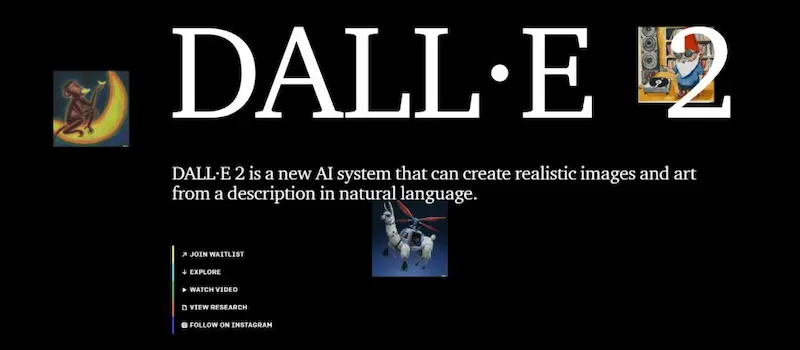 DALL·E 2
DALL·E 2 is a new AI system that can create realistic images and art
from a description in natural language.
↗ JOIN WAITLIST
↓ EXPLORE
▶ WATCH VIDEO
VIEW RESEARCH
FOLLOW ON INSTAGRAM